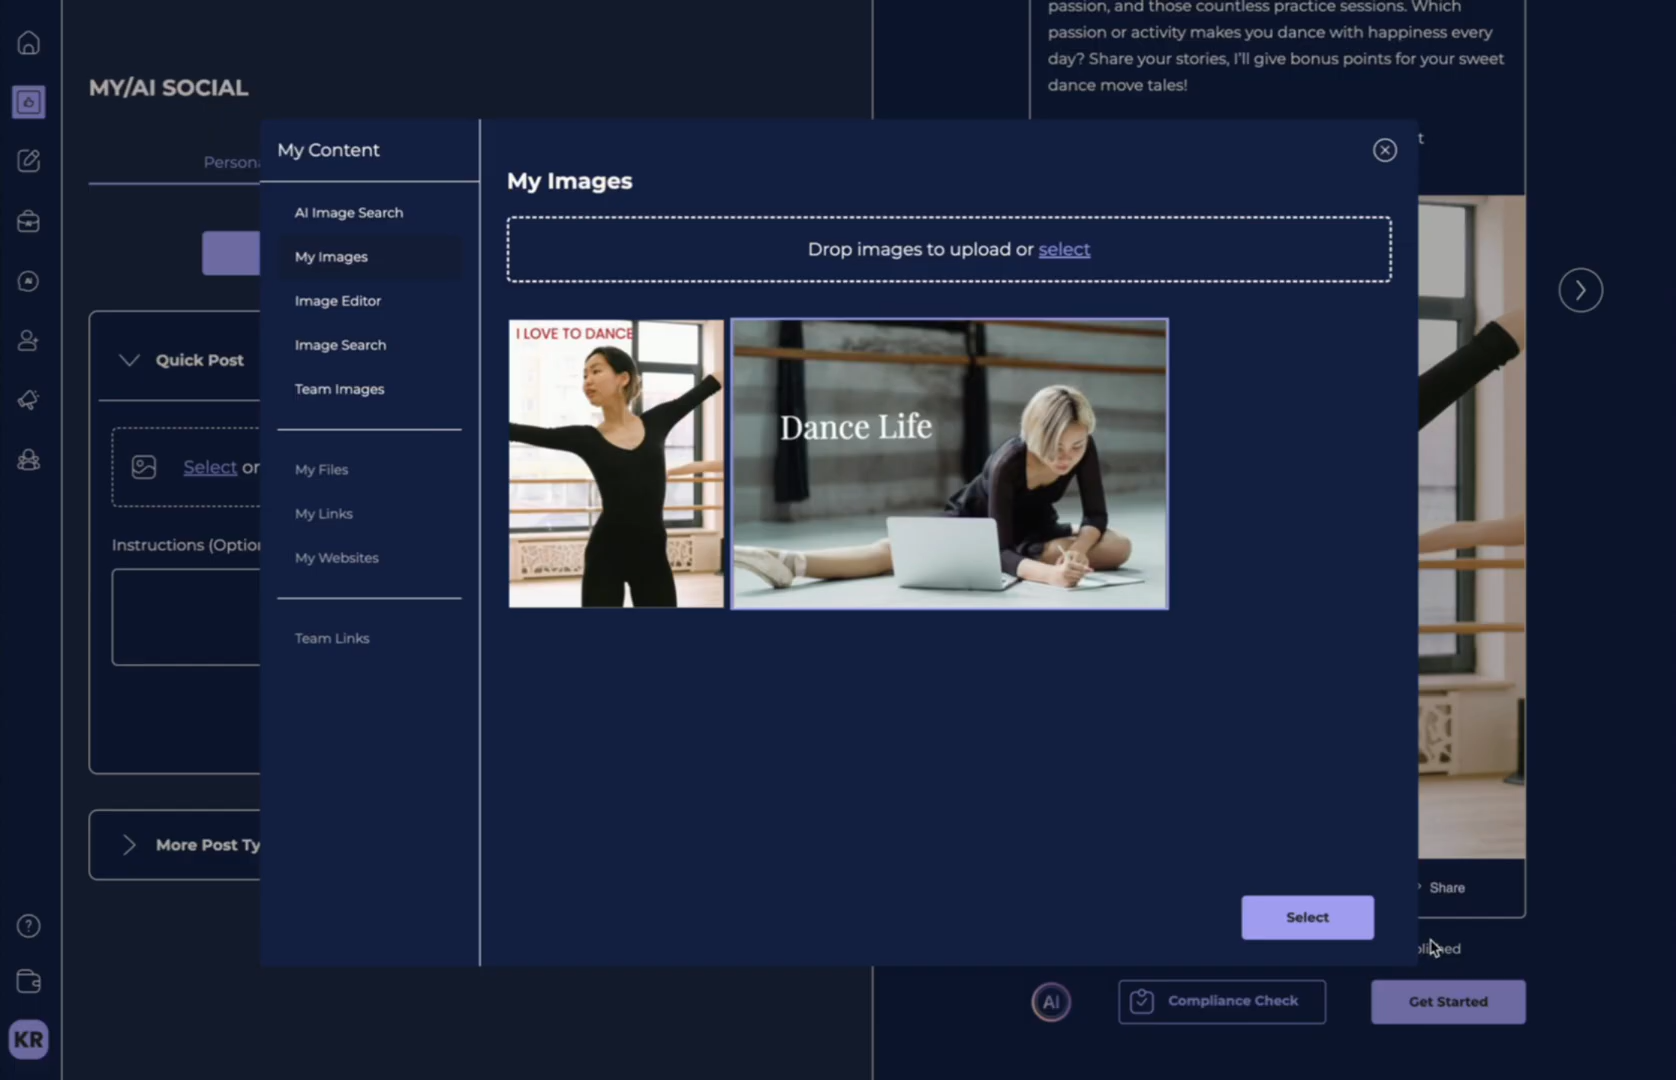 passion, and those countless practice sessions. Which
passion or activity makes you dance with happiness every
day? Share your stories, I'll give bonus points for your sweet
dance move tales!
MY/AI SOCIAL
My Content
My Images
Persona
AI Image Search
My Images
Image Editor
Image Search
Team Images
My Files
My Links
My Websites
Team Links
Drop images to upload or select
I LOVE TO DANCE
Dance Life
Quick Post
Select or
Instructions (Option
More Post Ty
Select
Share
AI
Compliance Check
Get Started
KR